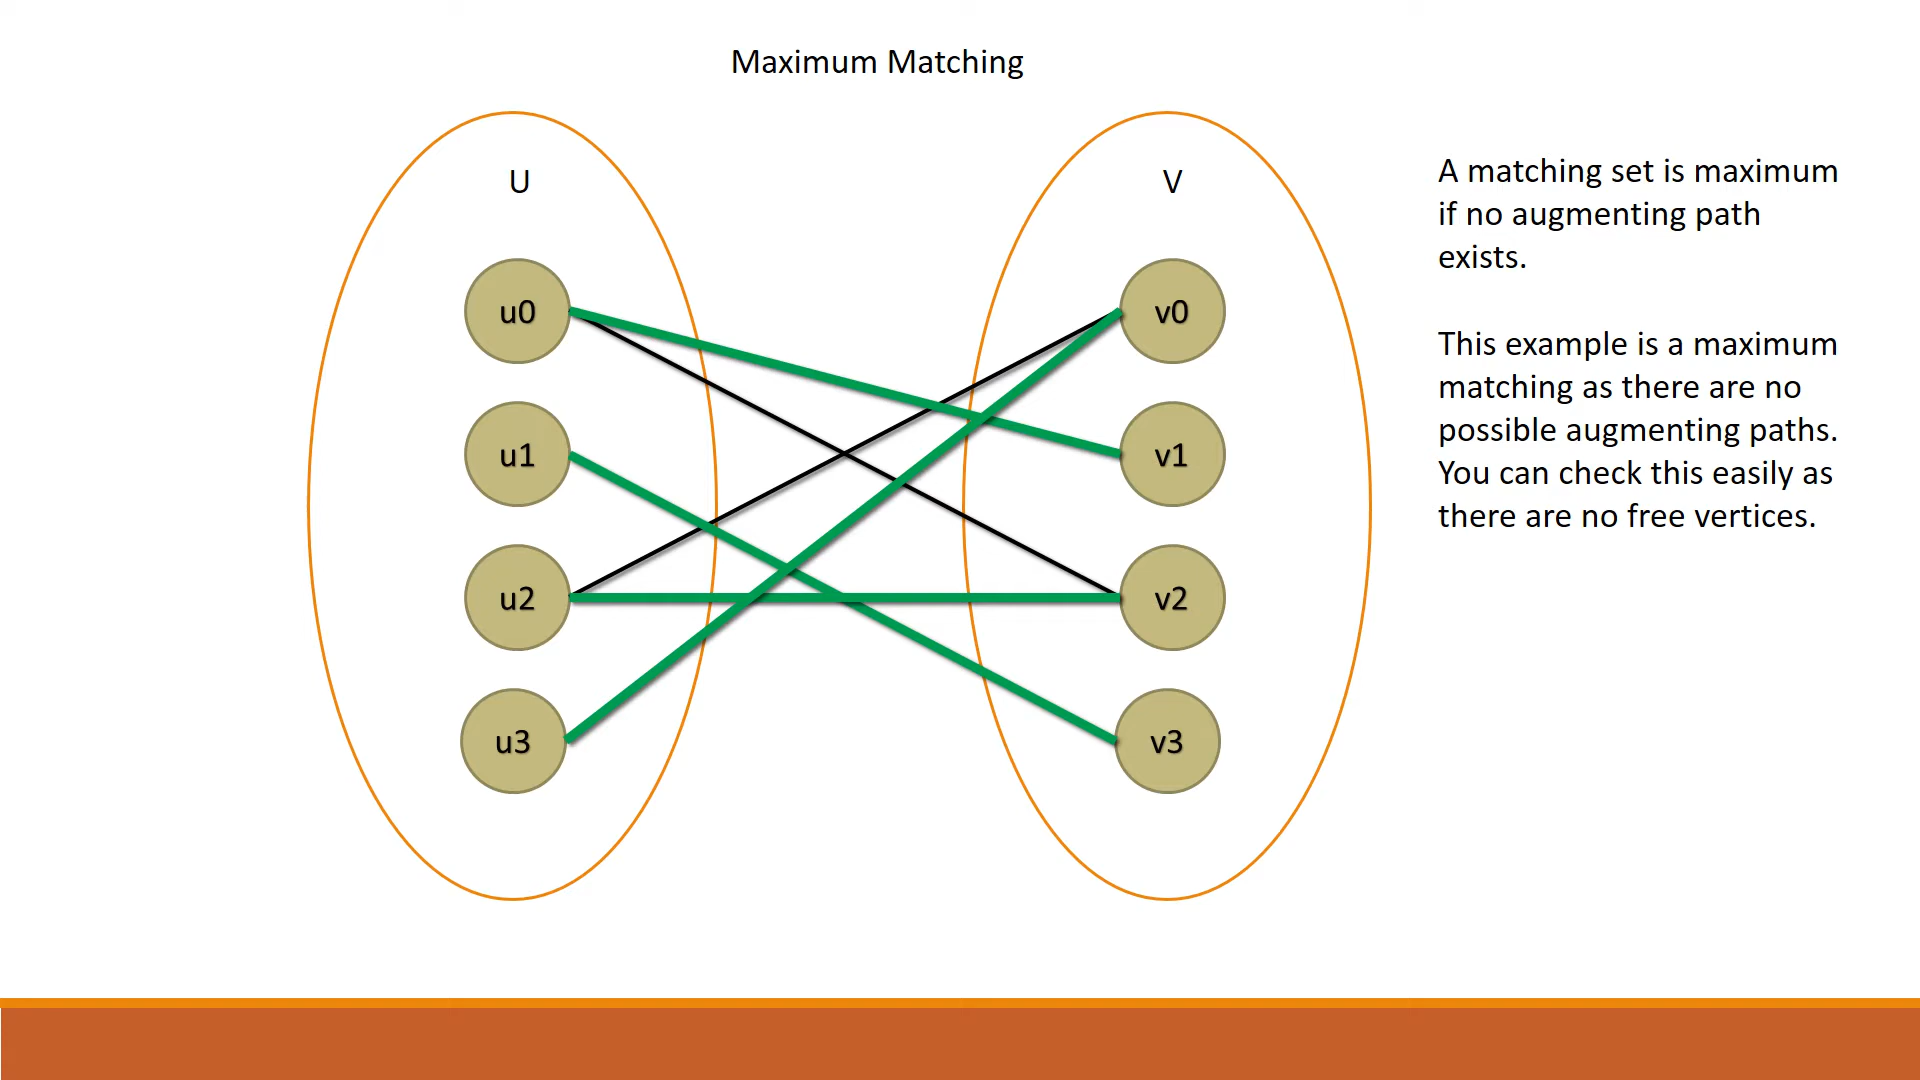 Maximum Matching
U
V
u0
v0
u1
v1
u2
v2
u3
v3
A matching set is maximum
if no augmenting path
exists.
This example is a maximum
matching as there are no
possible augmenting paths.
You can check this easily as
there are no free vertices.